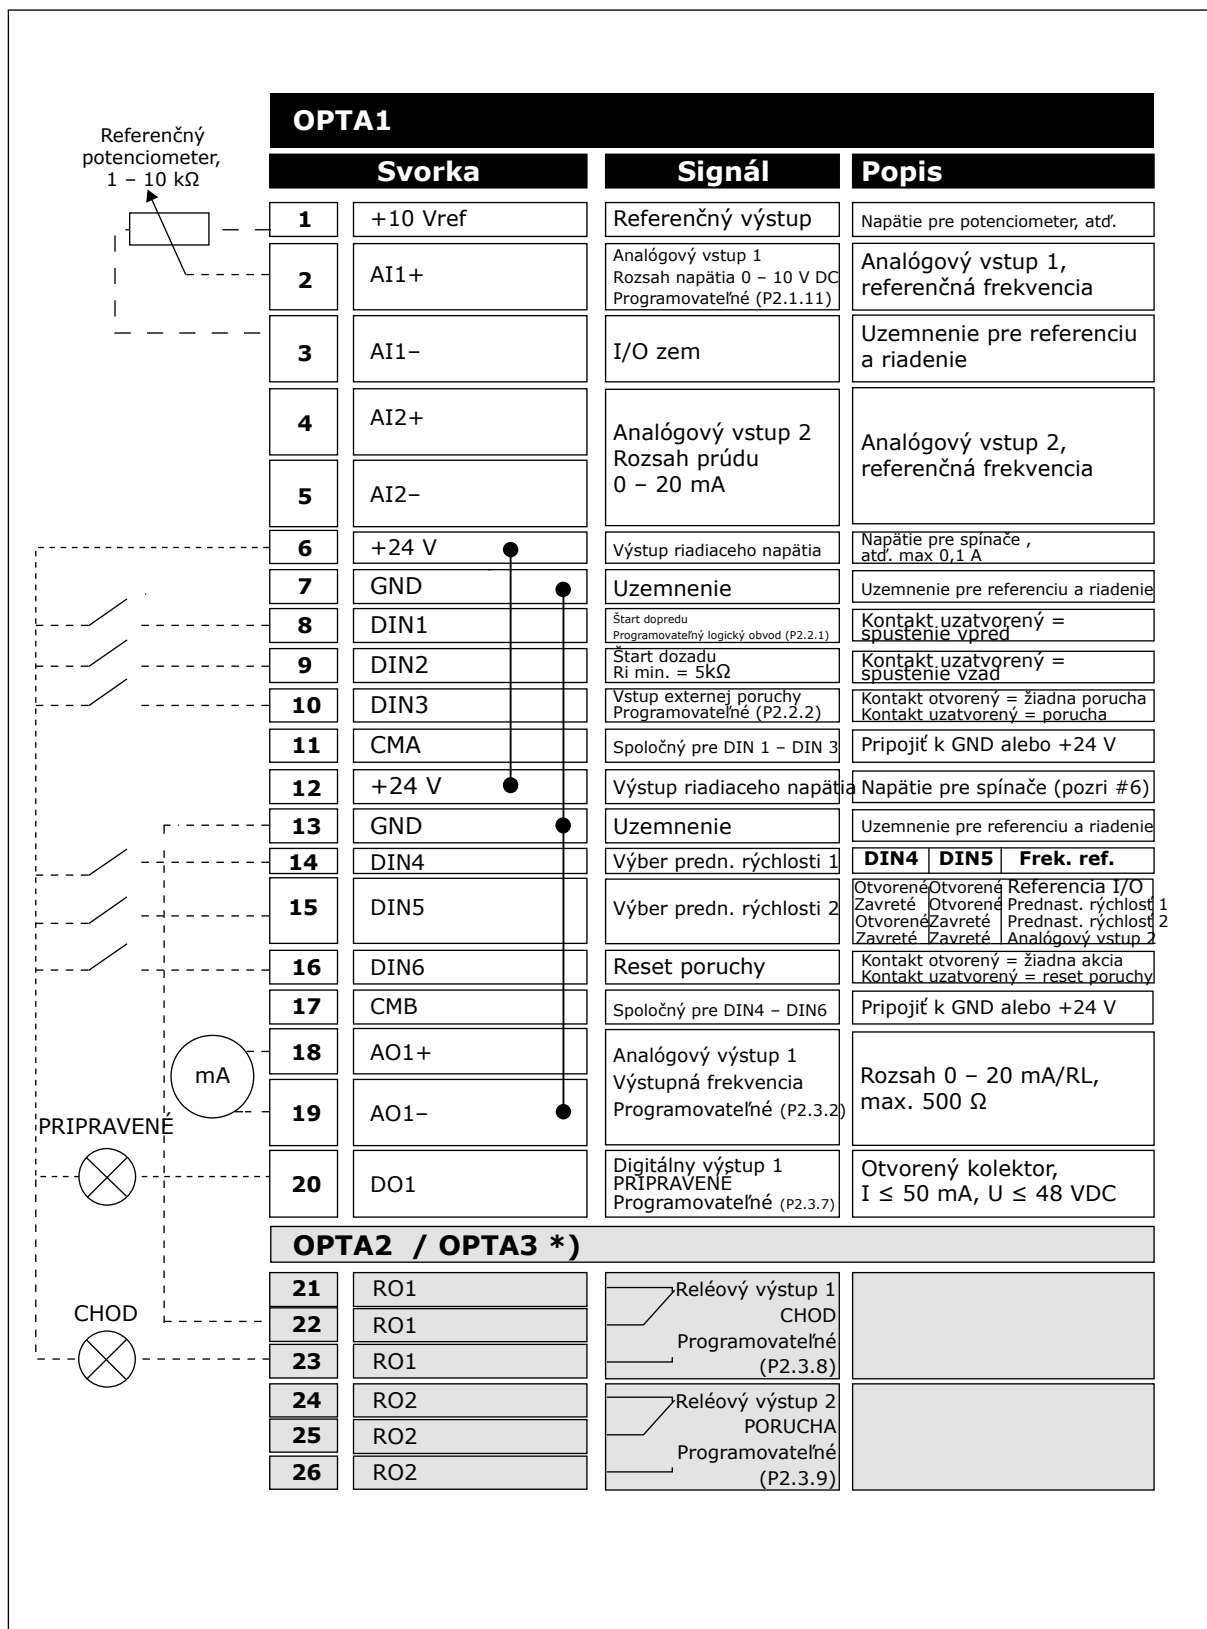 OPTA1
Referenčný
potenciometer,
1 – 10 kΩ
Svorka Signál Popis
1 +10 Vref Referenčný výstup Napätie pre potenciometer, atď.
2 AI1+
Analógový vstup 1
Rozsah napätia 0 – 10 V DC
Programovateľné (P2.1.11)
Analógový vstup 1,
referenčná frekvencia
3 AI1– I/O zem
Uzemnenie pre referenciu
a riadenie
4 AI2+
5 AI2–
Analógový vstup 2
Rozsah prúdu
0 – 20 mA
Analógový vstup 2,
referenčná frekvencia
6 +24 V Výstup riadiaceho napätia
Napätie pre spínače ,
atď. max 0,1 A
7 GND Uzemnenie Uzemnenie pre referenciu a riadenie
8 DIN1
Štart dopredu
Programovateľný logický obvod (P2.2.1)
Kontakt uzatvorený =
spustenie vpred
9 DIN2
Štart dozadu
Ri min. = 5kΩ
Kontakt uzatvorený =
spustenie vzad
10 DIN3
Vstup externej poruchy
Programovateľné (P2.2.2)
Kontakt otvorený = žiadna porucha
Kontakt uzatvorený = porucha
11 CMA Spoločný pre DIN 1 – DIN 3 Pripojiť k GND alebo +24 V
12 +24 V Výstup riadiaceho napätia Napätie pre spínače (pozri #6)
13 GND Uzemnenie Uzemnenie pre referenciu a riadenie
14 DIN4 Výber predn. rýchlosti 1 DIN4 DIN5 Frek. ref.
15 DIN5 Výber predn. rýchlosti 2
Otvorené Otvorené Referencia I/O
Zavreté Otvorené Prednast. rýchlosť 1
Otvorené Zavreté Prednast. rýchlosť 2
Zavreté Zavreté Analógový vstup 2
16 DIN6 Reset poruchy
Kontakt otvorený = žiadna akcia
Kontakt uzatvorený = reset poruchy
17 CMB Spoločný pre DIN4 – DIN6 Pripojiť k GND alebo +24 V
mA
18 AO1+
19 AO1–
Analógový výstup 1
Výstupná frekvencia
Programovateľné (P2.3.2)
Rozsah 0 – 20 mA/RL,
max. 500 Ω
PRIPRAVENÉ
20 DO1
Digitálny výstup 1
PRIPRAVENÉ
Programovateľné (P2.3.7)
Otvorený kolektor,
I ≤ 50 mA, U ≤ 48 VDC
OPTA2 / OPTA3 *)
CHOD
21 RO1
22 RO1
23 RO1
Reléový výstup 1
CHOD
Programovateľné
(P2.3.8)
24 RO2
25 RO2
26 RO2
Reléový výstup 2
PORUCHA
Programovateľné
(P2.3.9)